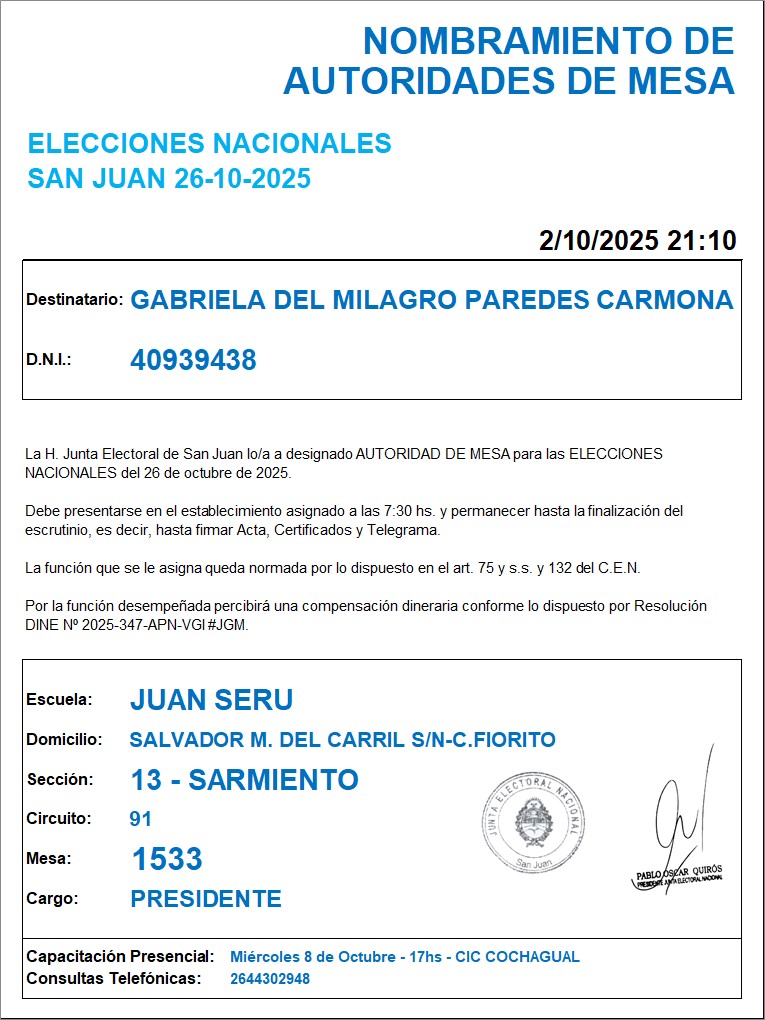 NOMBRAMIENTO DE
AUTORIDADES DE MESA
ELECCIONES NACIONALES
SAN JUAN 26-10-2025
2/10/2025 21:10
Destinatario: GABRIELA DEL MILAGRO PAREDES CARMONA
D.N.I.: 40939438
La H. Junta Electoral de San Juan lo/a a designado AUTORIDAD DE MESA para las ELECCIONES
NACIONALES del 26 de octubre de 2025.
Debe presentarse en el establecimiento asignado a las 7:30 hs. y permanecer hasta la finalización del
escrutinio, es decir, hasta firmar Acta, Certificados y Telegrama.
La función que se le asigna queda normada por lo dispuesto en el art. 75 y s.s. y 132 del C.E.N.
Por la función desempeñada percibirá una compensación dineraria conforme lo dispuesto por Resolución
DINE Nº 2025-347-APN-VGI#JGM.
Escuela: JUAN SERU
Domicilio: SALVADOR M. DEL CARRIL S/N-C.FIORITO
Sección: 13 - SARMIENTO
Circuito: 91
Mesa: 1533
Cargo: PRESIDENTE
JUNTA ELECTORAL NACIONAL
San Juan
PABLO OSCAR QUIRÓS
PRESIDENTE JUNTA ELECTORAL NACIONAL
Capacitación Presencial: Miércoles 8 de Octubre - 17hs - CIC COCHAGUAL
Consultas Telefónicas: 2644302948